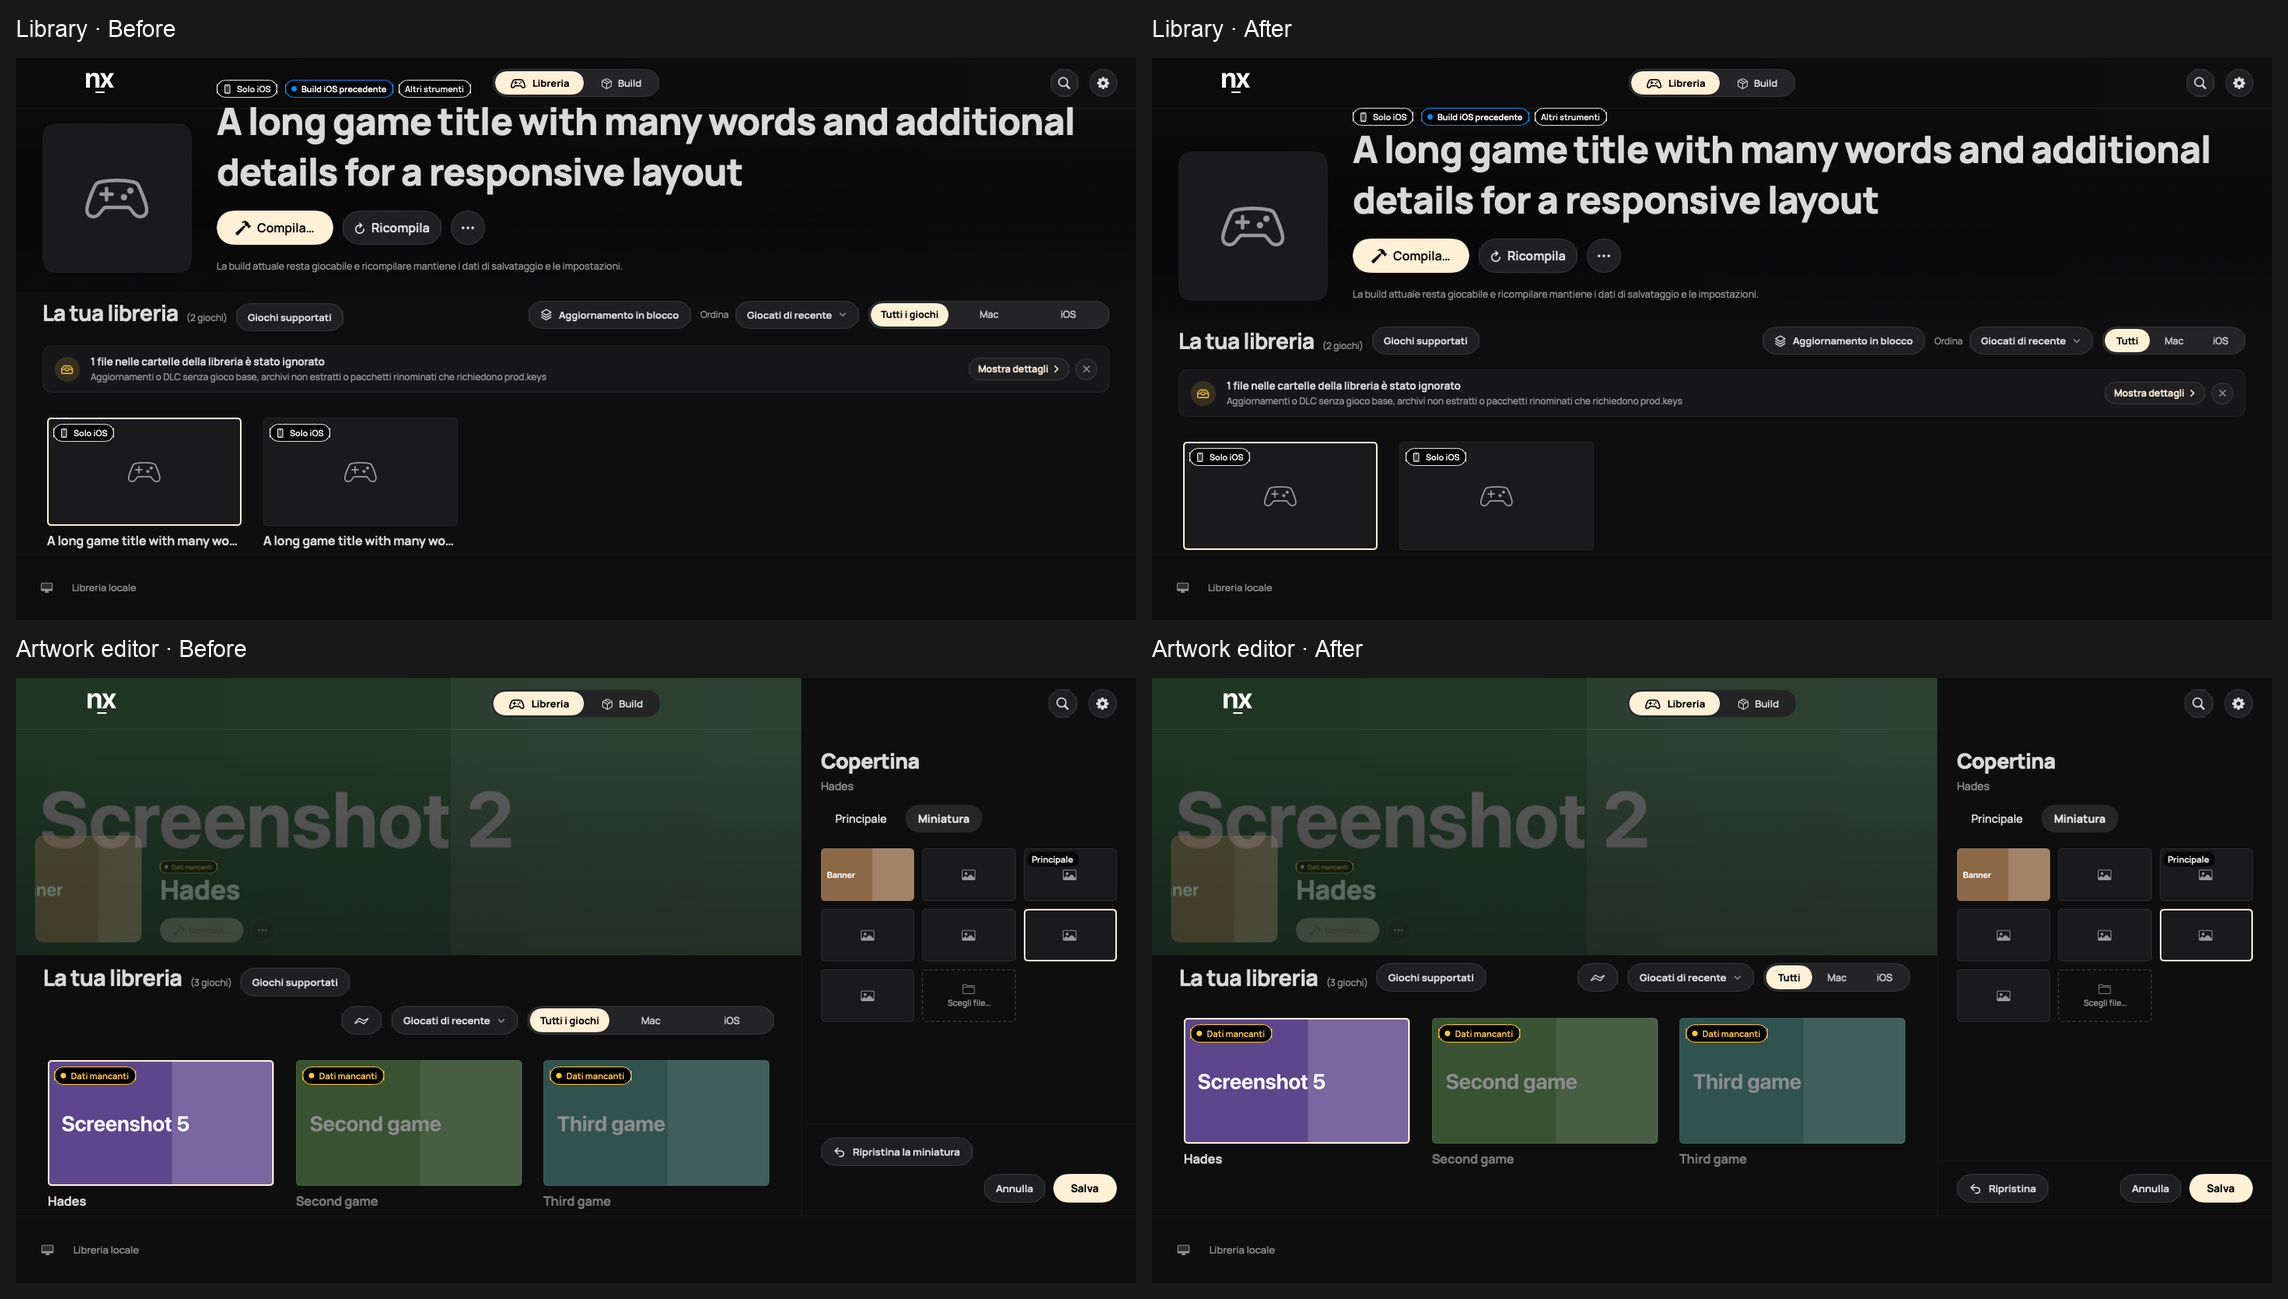 Library · Before
nx
Solo iOS
Build iOS precedente
Altri strumenti
Libreria
Build
A long game title with many words and additional
details for a responsive layout
Compila...
Ricompila
La build attuale resta giocabile e ricompilare mantiene i dati di salvataggio e le impostazioni.
La tua libreria (2 giochi) Giochi supportati
Aggiornamento in blocco
Ordina
Giocati di recente
Tutti i giochi
Mac
iOS
1 file nelle cartelle della libreria è stato ignorato
Aggiornamenti o DLC senza gioco base, archivi non estratti o pacchetti rinominati che richiedono prod.keys
Mostra dettagli
Solo iOS
Solo iOS
A long game title with many wo...
A long game title with many wo...
Libreria locale
Library · After
nx
Libreria
Build
Solo iOS
Build iOS precedente
Altri strumenti
A long game title with many words and additional
details for a responsive layout
Compila...
Ricompila
La build attuale resta giocabile e ricompilare mantiene i dati di salvataggio e le impostazioni.
La tua libreria (2 giochi) Giochi supportati
Aggiornamento in blocco
Ordina
Giocati di recente
Tutti
Mac
iOS
1 file nelle cartelle della libreria è stato ignorato
Aggiornamenti o DLC senza gioco base, archivi non estratti o pacchetti rinominati che richiedono prod.keys
Mostra dettagli
Solo iOS
Solo iOS
Libreria locale
Artwork editor · Before
nx
Libreria
Build
Screenshot 2
ner
Dati mancanti
Hades
Compila...
La tua libreria (3 giochi) Giochi supportati
Giocati di recente
Tutti i giochi
Mac
iOS
Dati mancanti
Screenshot 5
Hades
Dati mancanti
Second game
Second game
Dati mancanti
Third game
Third game
Copertina
Hades
Principale
Miniatura
Banner
Principale
Scegli file...
Ripristina la miniatura
Annulla
Salva
Libreria locale
Artwork editor · After
nx
Libreria
Build
Screenshot 2
ner
Dati mancanti
Hades
Compila...
La tua libreria (3 giochi) Giochi supportati
Giocati di recente
Tutti
Mac
iOS
Dati mancanti
Screenshot 5
Hades
Dati mancanti
Second game
Second game
Dati mancanti
Third game
Third game
Copertina
Hades
Principale
Miniatura
Banner
Principale
Scegli file...
Ripristina
Annulla
Salva
Libreria locale